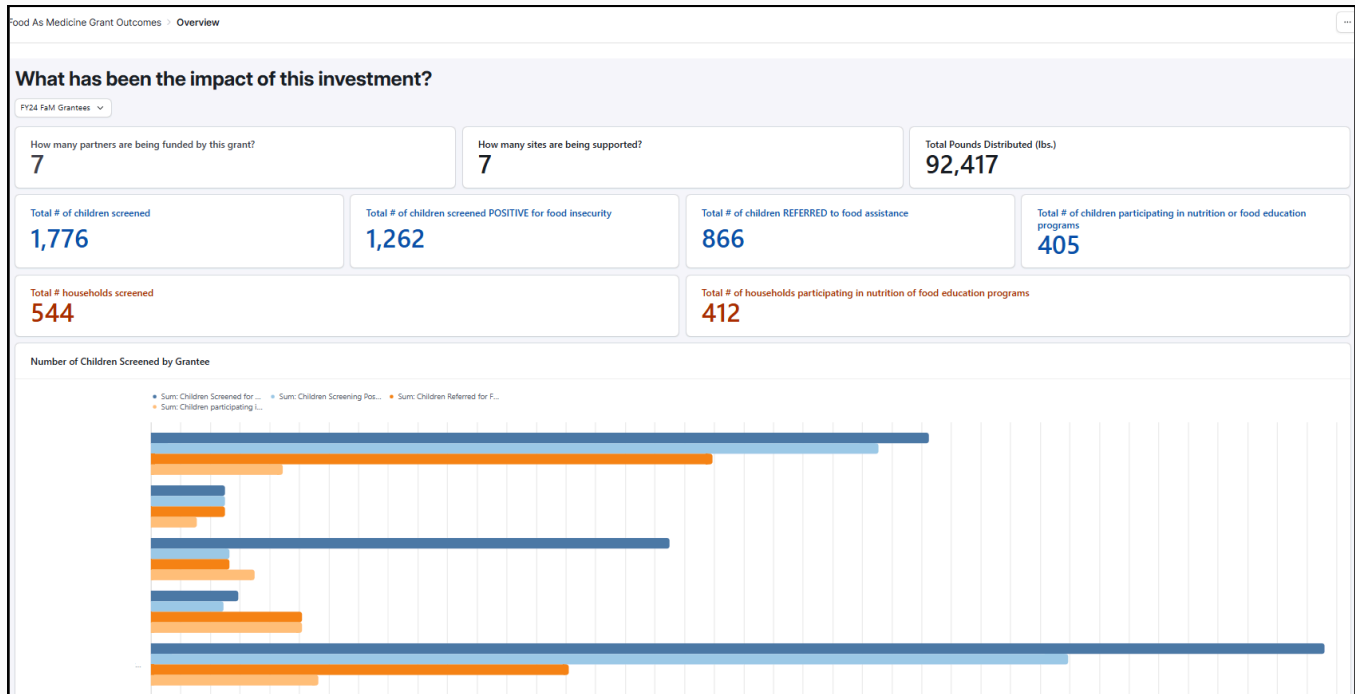 ood As Medicine Grant Outcomes > Overview
...
What has been the impact of this investment?
FY24 FaM Grantees
How many partners are being funded by this grant?
7
How many sites are being supported?
7
Total Pounds Distributed (lbs.)
92,417
Total # of children screened
1,776
Total # of children screened POSITIVE for food insecurity
1,262
Total # of children REFERRED to food assistance
866
Total # of children participating in nutrition or food education
programs
405
Total # households screened
544
Total # of households participating in nutrition of food education programs
412
Number of Children Screened by Grantee
Sum: Children Screened for ... Sum: Children Screening Pos... Sum: Children Referred for F...
Sum: Children participating i...
...